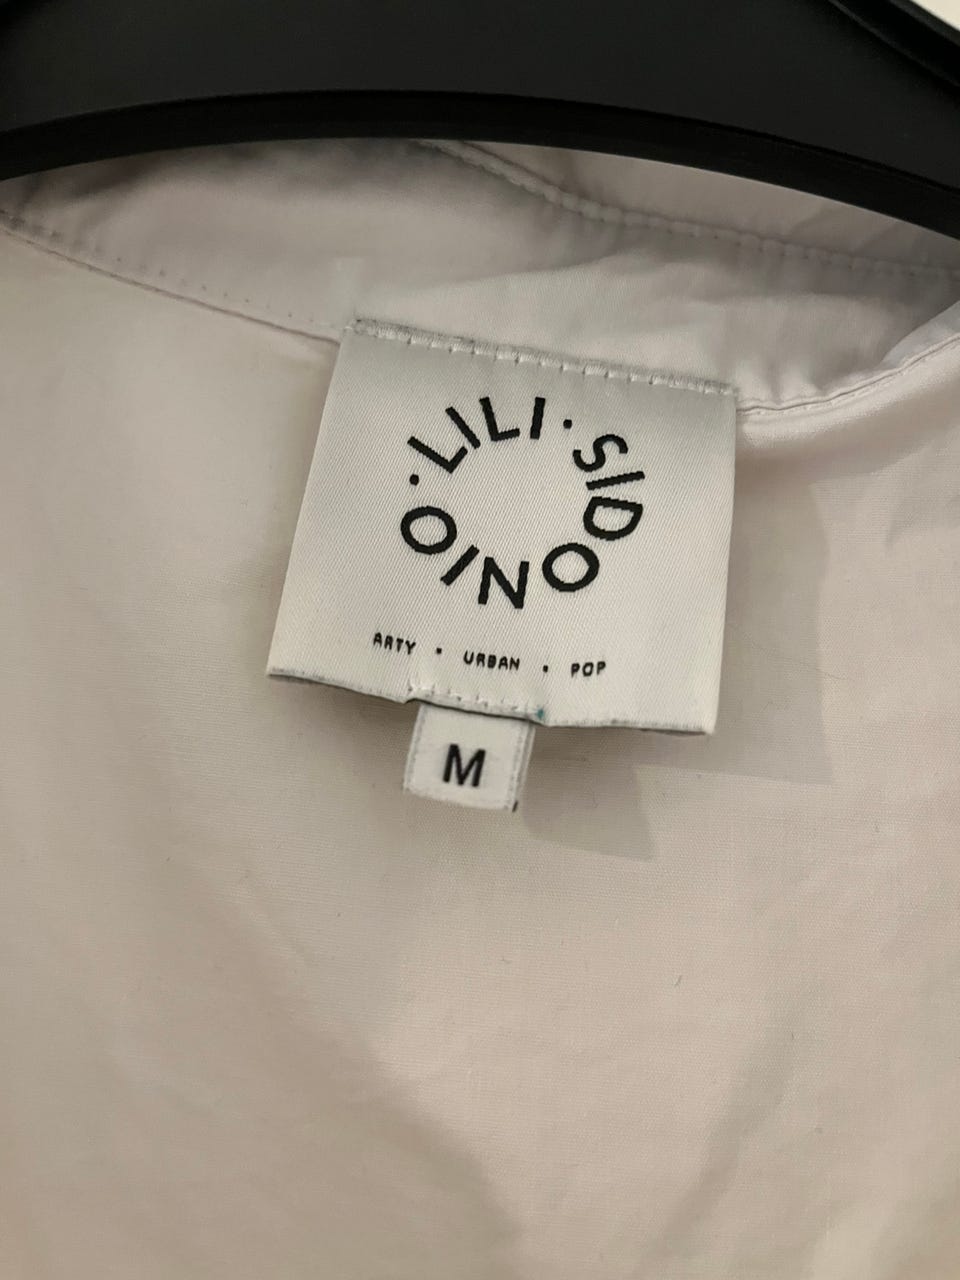 LILI · SIDONIO ·
ARTY · URBAN · POP
M